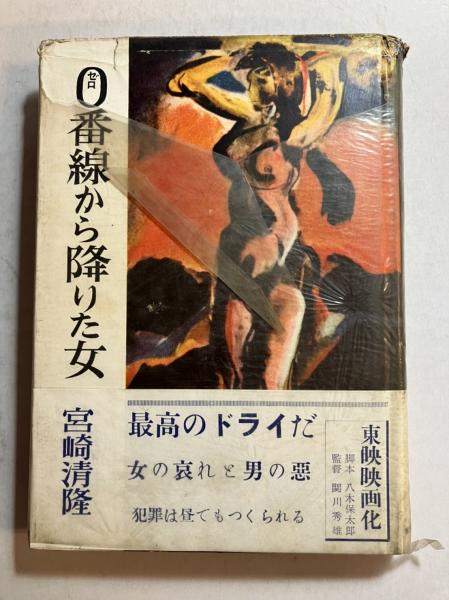 0番線から降りた女
ゼロ
宮崎清隆
最高のドライだ
女の哀れと男の惡
犯罪は昼でもつくられる
東映映画化
脚本 八木保太郎
監督 関川秀雄